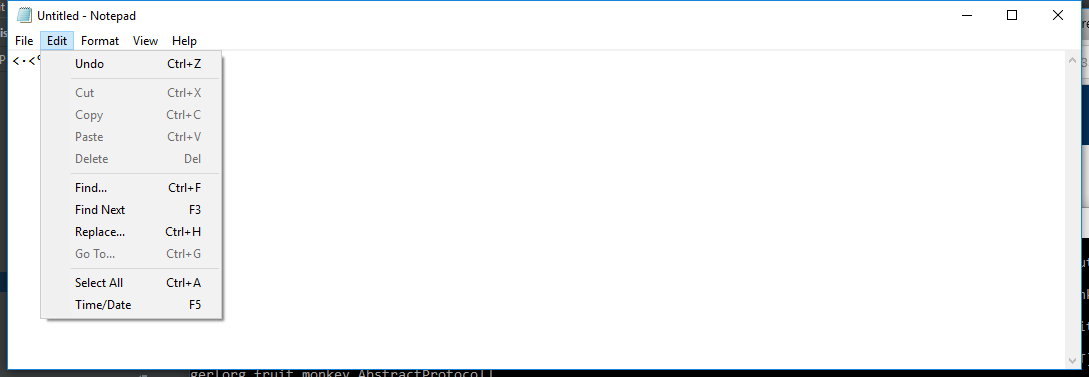 Untitled - Notepad
File Edit Format View Help
<·<°
Undo Ctrl+Z
Cut Ctrl+X
Copy Ctrl+C
Paste Ctrl+V
Delete Del
Find... Ctrl+F
Find Next F3
Replace... Ctrl+H
Go To... Ctrl+G
Select All Ctrl+A
Time/Date F5
ger[org.fruit.monkey.AbstractProtocol]